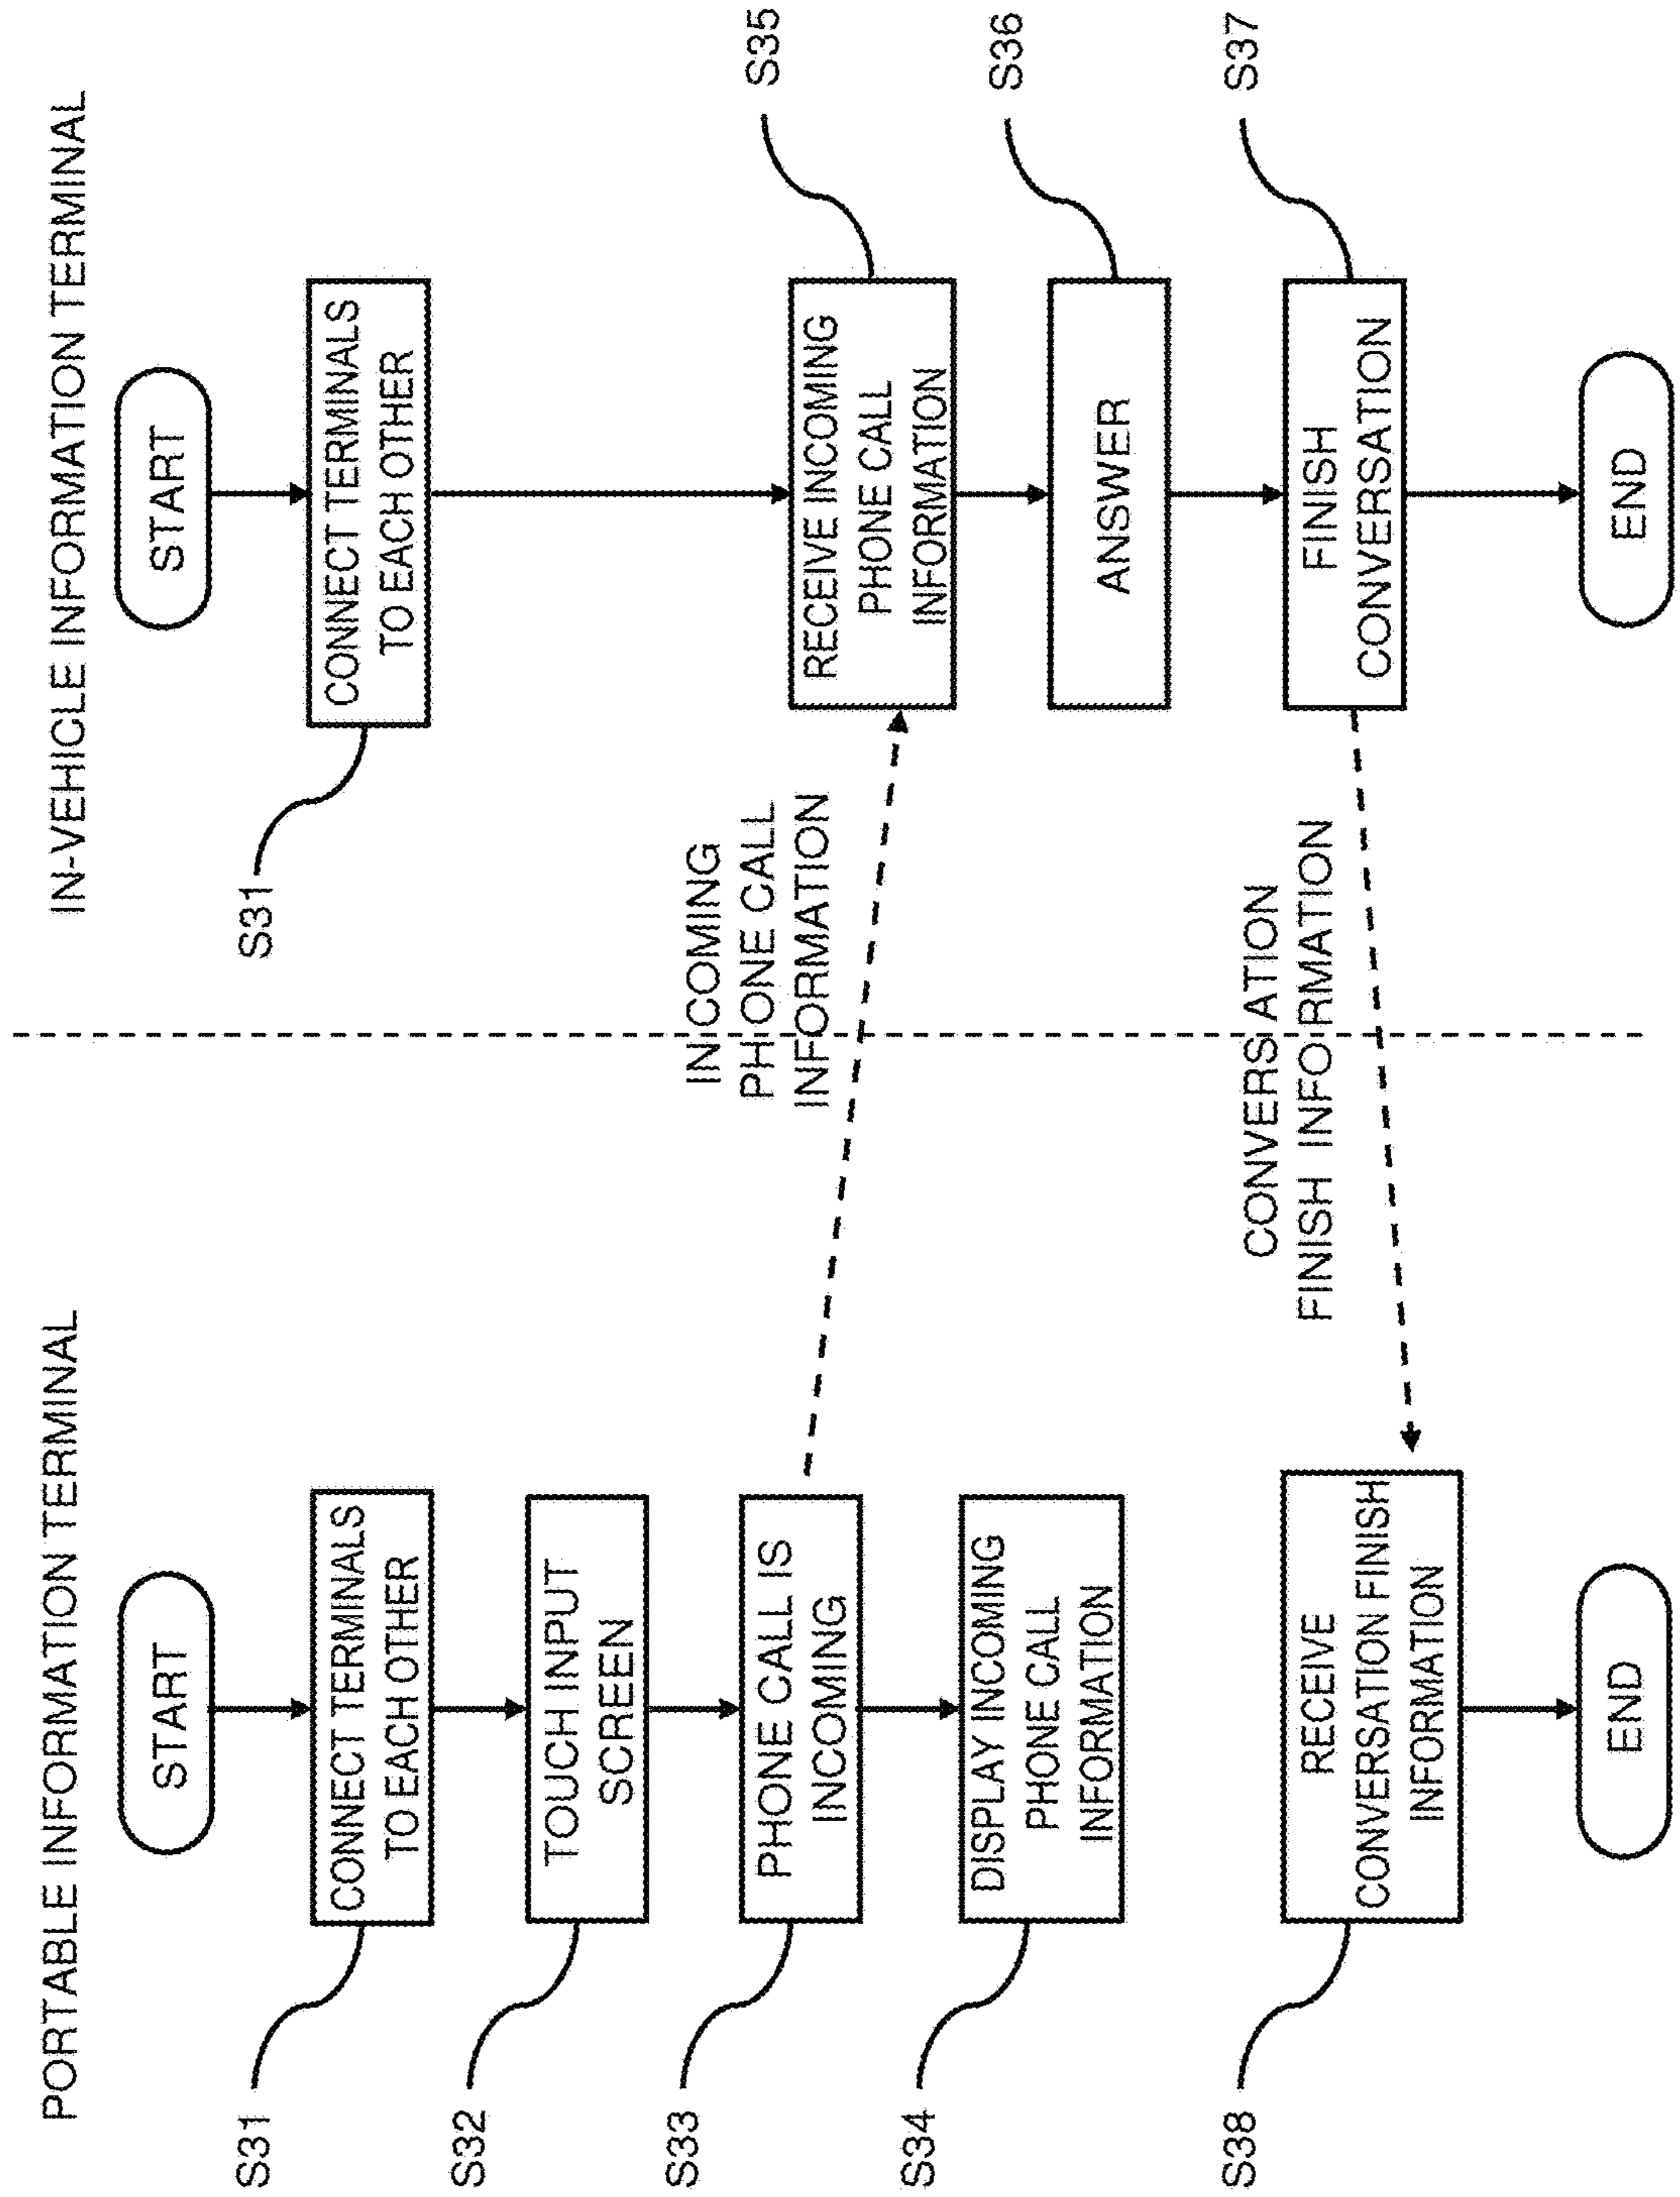 PORTABLE INFORMATION TERMINAL
START
S31
CONNECT TERMINALS
TO EACH OTHER
S32
TOUCH INPUT
SCREEN
S33
PHONE CALL IS
INCOMING
S34
DISPLAY INCOMING
PHONE CALL
INFORMATION
S38
RECEIVE
CONVERSATION FINISH
INFORMATION
END
INCOMING
PHONE CALL
INFORMATION
CONVERSATION
FINISH INFORMATION
IN-VEHICLE INFORMATION TERMINAL
START
S31
CONNECT TERMINALS
TO EACH OTHER
RECEIVE INCOMING
PHONE CALL
INFORMATION
S35
ANSWER
S36
FINISH
CONVERSATION
S37
END